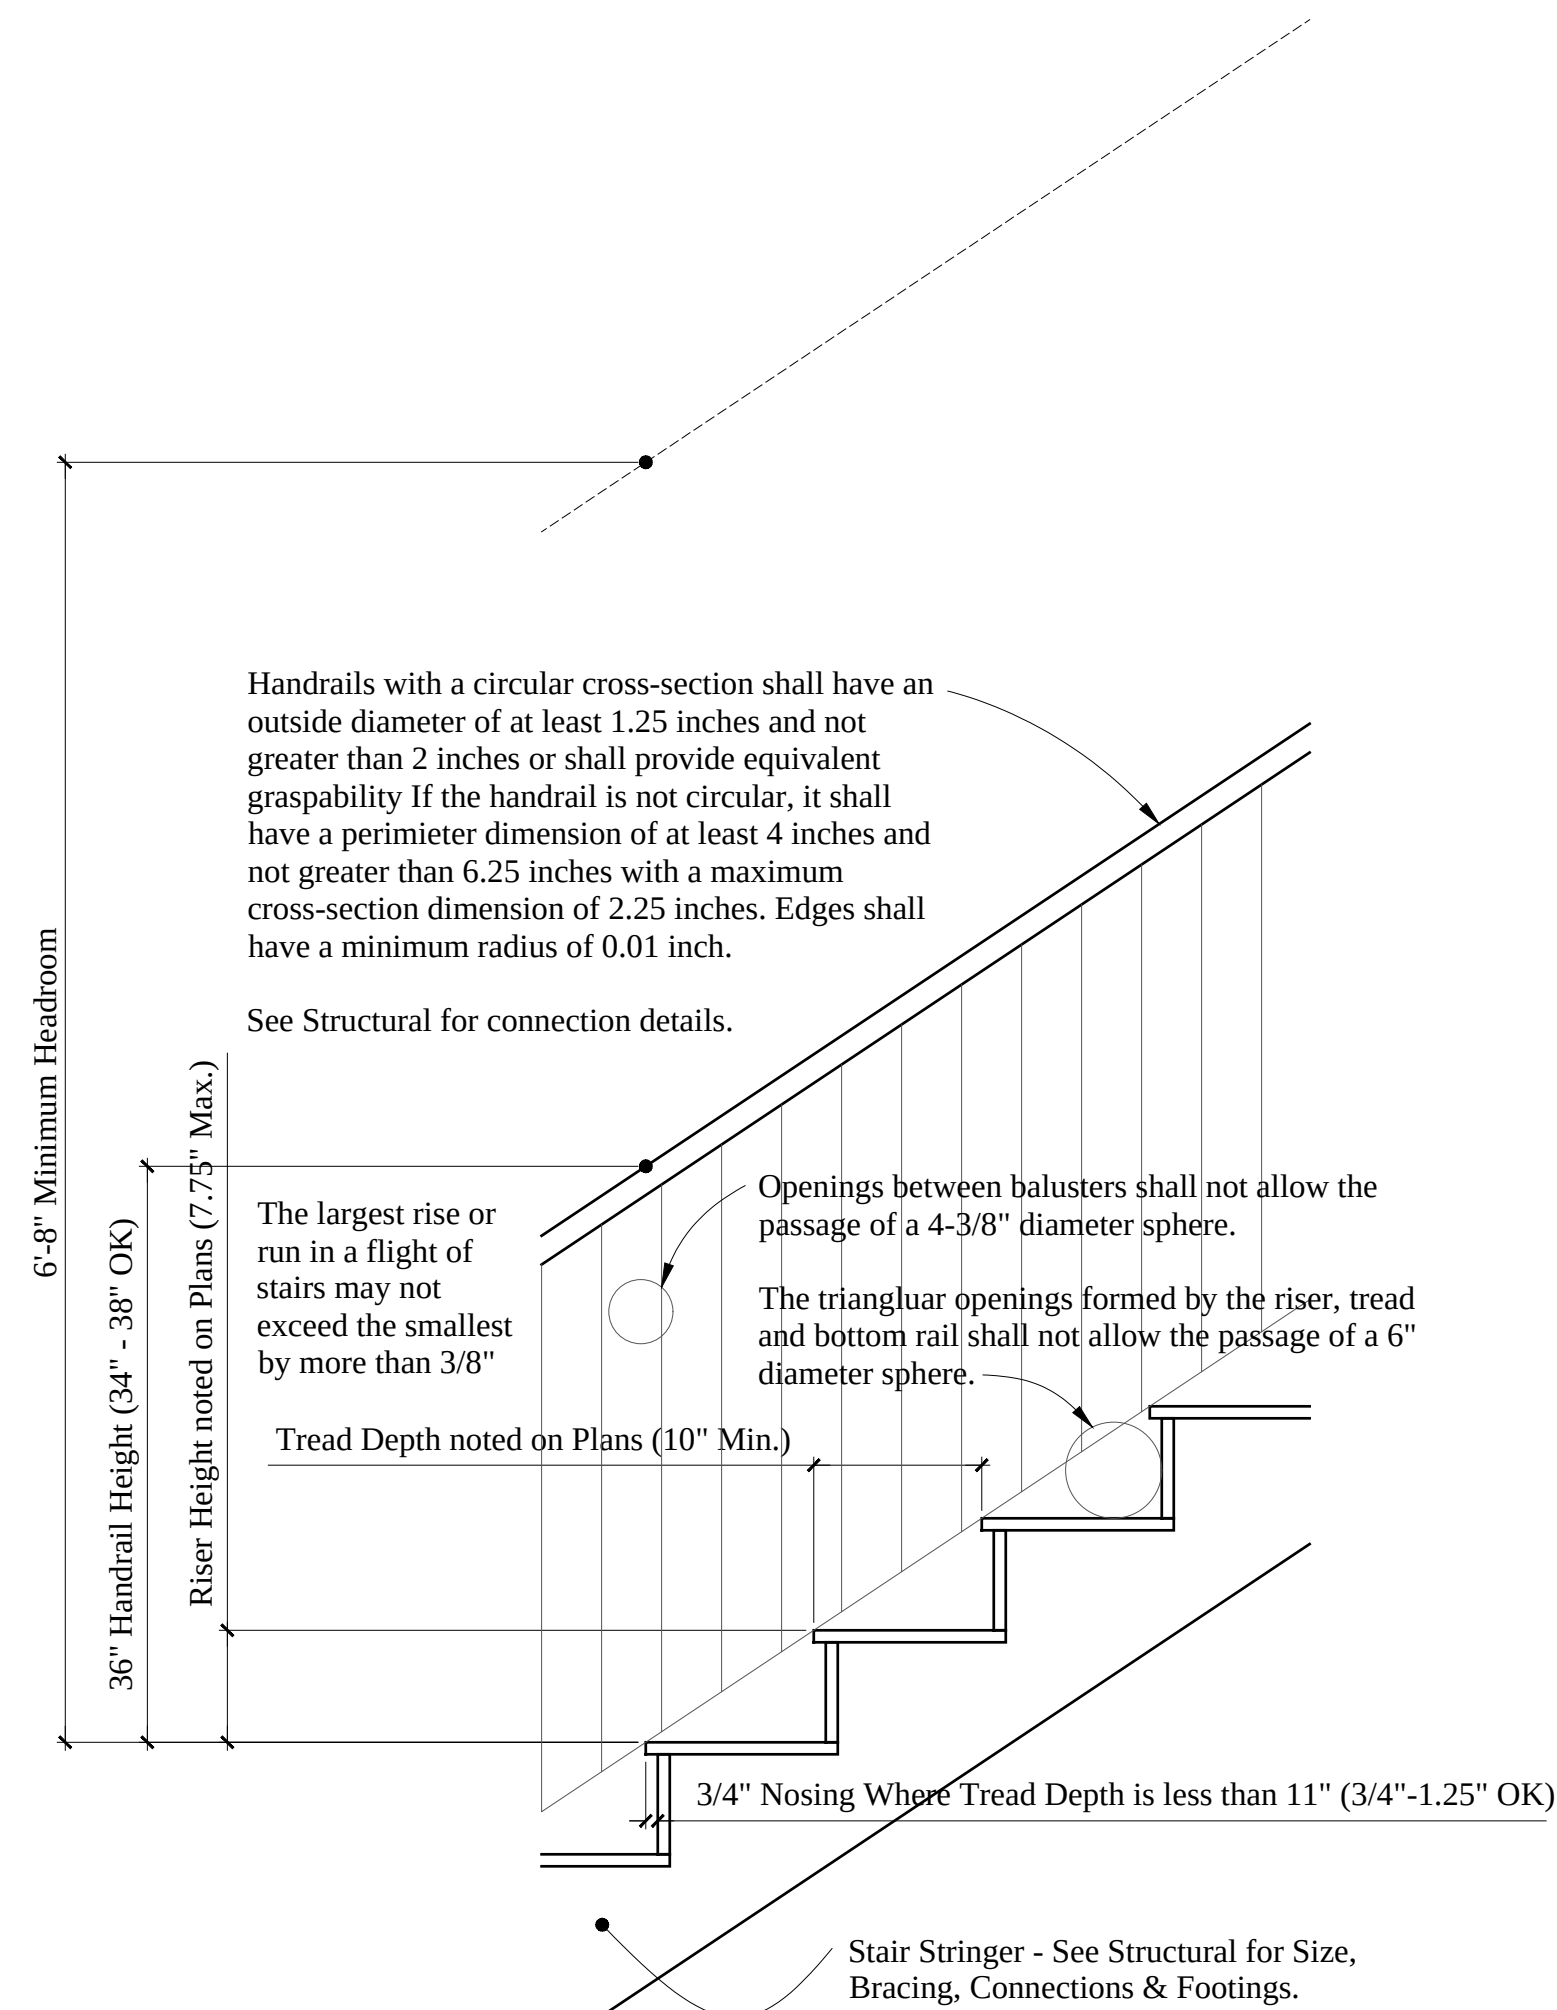 Handrails with a circular cross-section shall have an
outside diameter of at least 1.25 inches and not
greater than 2 inches or shall provide equivalent
graspability If the handrail is not circular, it shall
have a perimieter dimension of at least 4 inches and
not greater than 6.25 inches with a maximum
cross-section dimension of 2.25 inches. Edges shall
have a minimum radius of 0.01 inch.
See Structural for connection details.
6'-8" Minimum Headroom
36" Handrail Height (34" - 38" OK)
Riser Height noted on Plans (7.75" Max.)
The largest rise or
run in a flight of
stairs may not
exceed the smallest
by more than 3/8"
Openings between balusters shall not allow the
passage of a 4-3/8" diameter sphere.
The triangluar openings formed by the riser, tread
and bottom rail shall not allow the passage of a 6"
diameter sphere.
Tread Depth noted on Plans (10" Min.)
3/4" Nosing Where Tread Depth is less than 11" (3/4"-1.25" OK)
Stair Stringer - See Structural for Size,
Bracing, Connections & Footings.